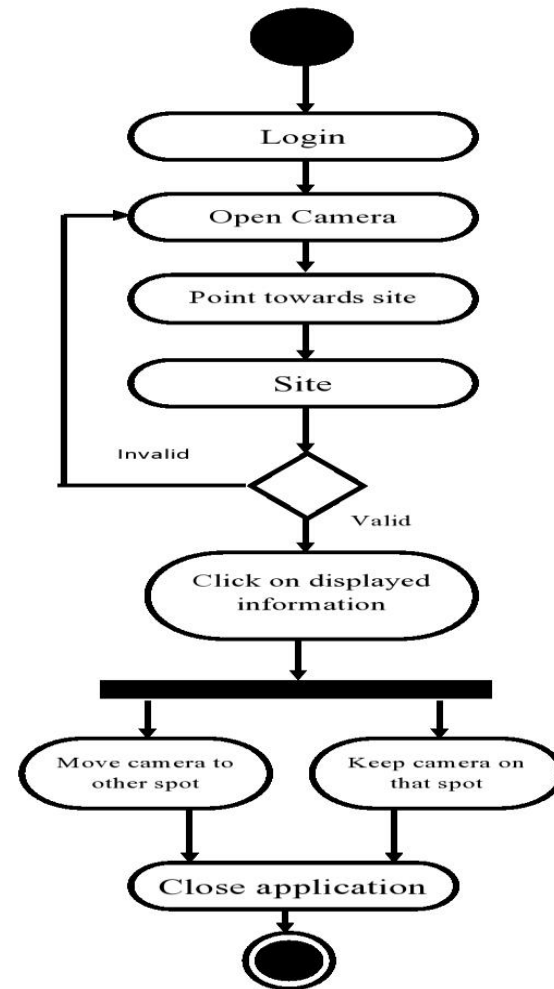 Login
Open Camera
Point towards site
Site
Invalid
Valid
Click on displayed
information
Move camera to
other spot
Keep camera on
that spot
Close application